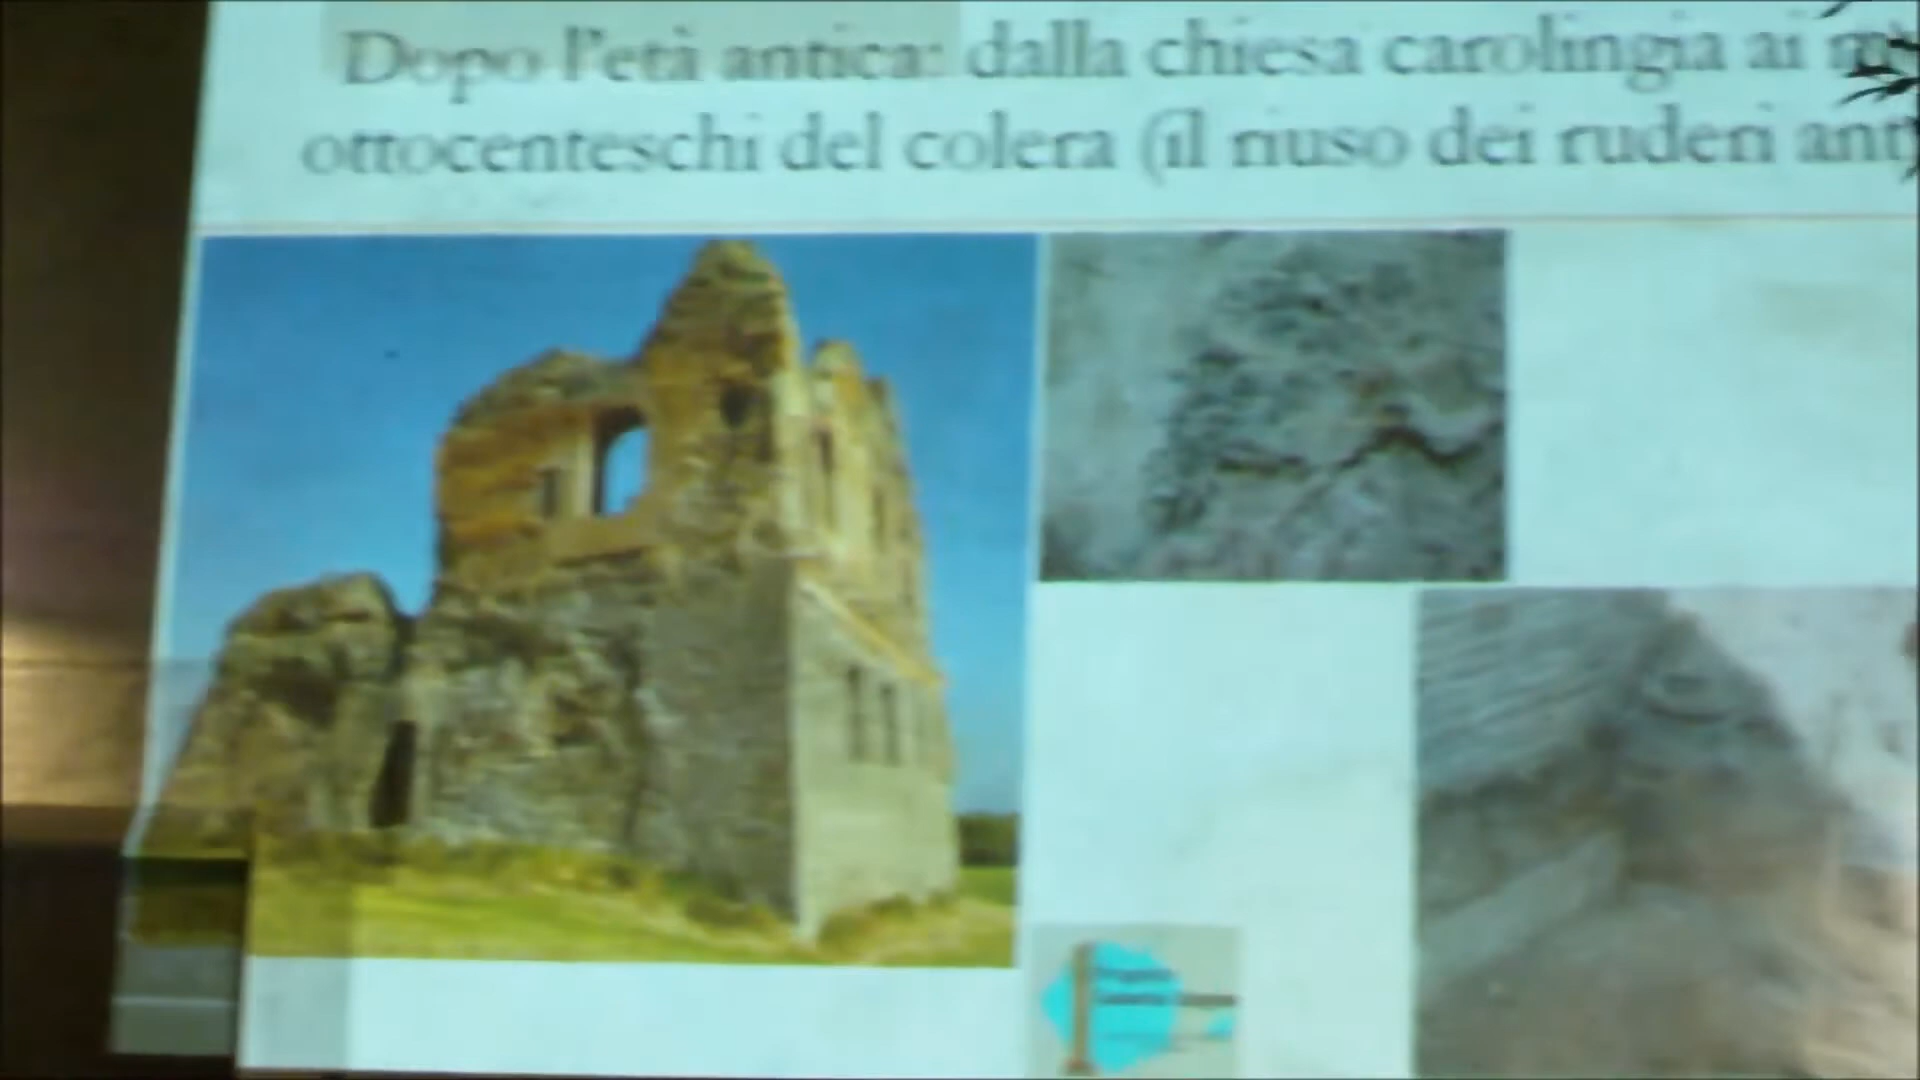 Dopo l'età antica: dalla chiesa carolingia ai
ottocenteschi del colera (il riuso dei ruderi